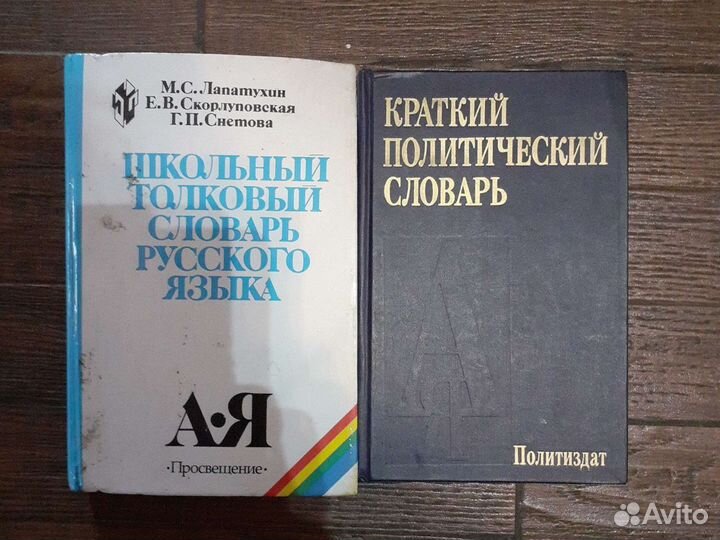 М.С.Лапатухин
Е.В.Скорлуповская
Г.П.Снетова
ШКОЛЬНЫЙ
ТОЛКОВЫЙ
СЛОВАРЬ
РУССКОГО
ЯЗЫКА
А•Я
•Просвещение•
КРАТКИЙ
ПОЛИТИЧЕСКИЙ
СЛОВАРЬ
Политиздат
Avito